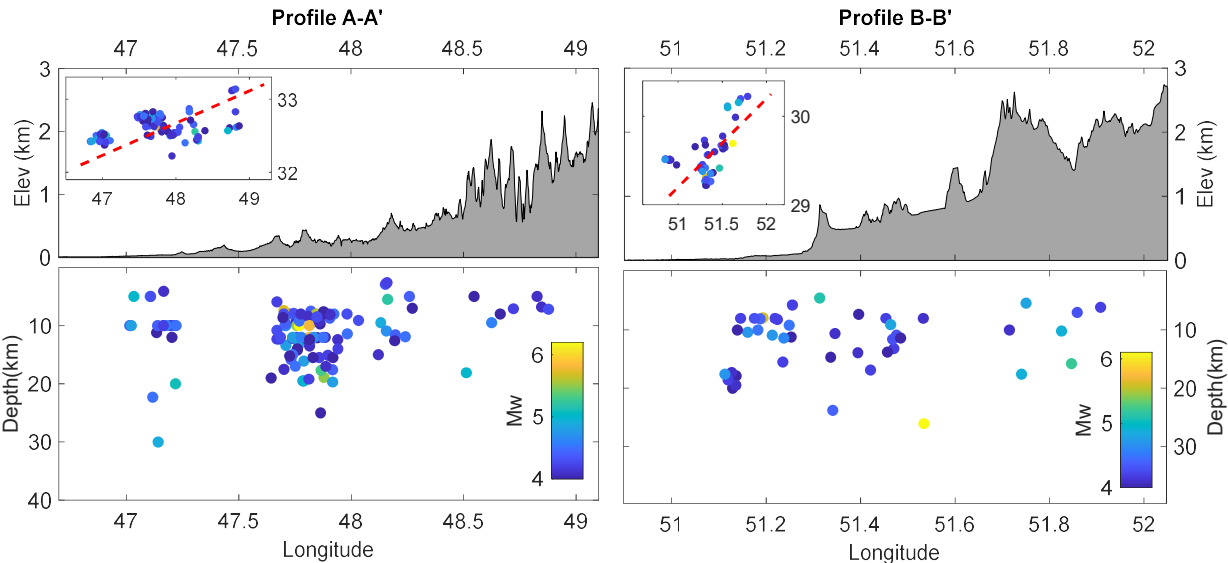 Profile A-A'
47 47.5 48 48.5 49
3
2
1
0
Elev (km)
33
32
47 48 49
10
20
30
40
Depth(km)
6
5
4
Mw
47 47.5 48 48.5 49
Longitude
Profile B-B'
51 51.2 51.4 51.6 51.8 52
3
2
1
0
Elev (km)
30
29
51 51.5 52
10
20
30
Depth(km)
6
5
4
Mw
51 51.2 51.4 51.6 51.8 52
Longitude